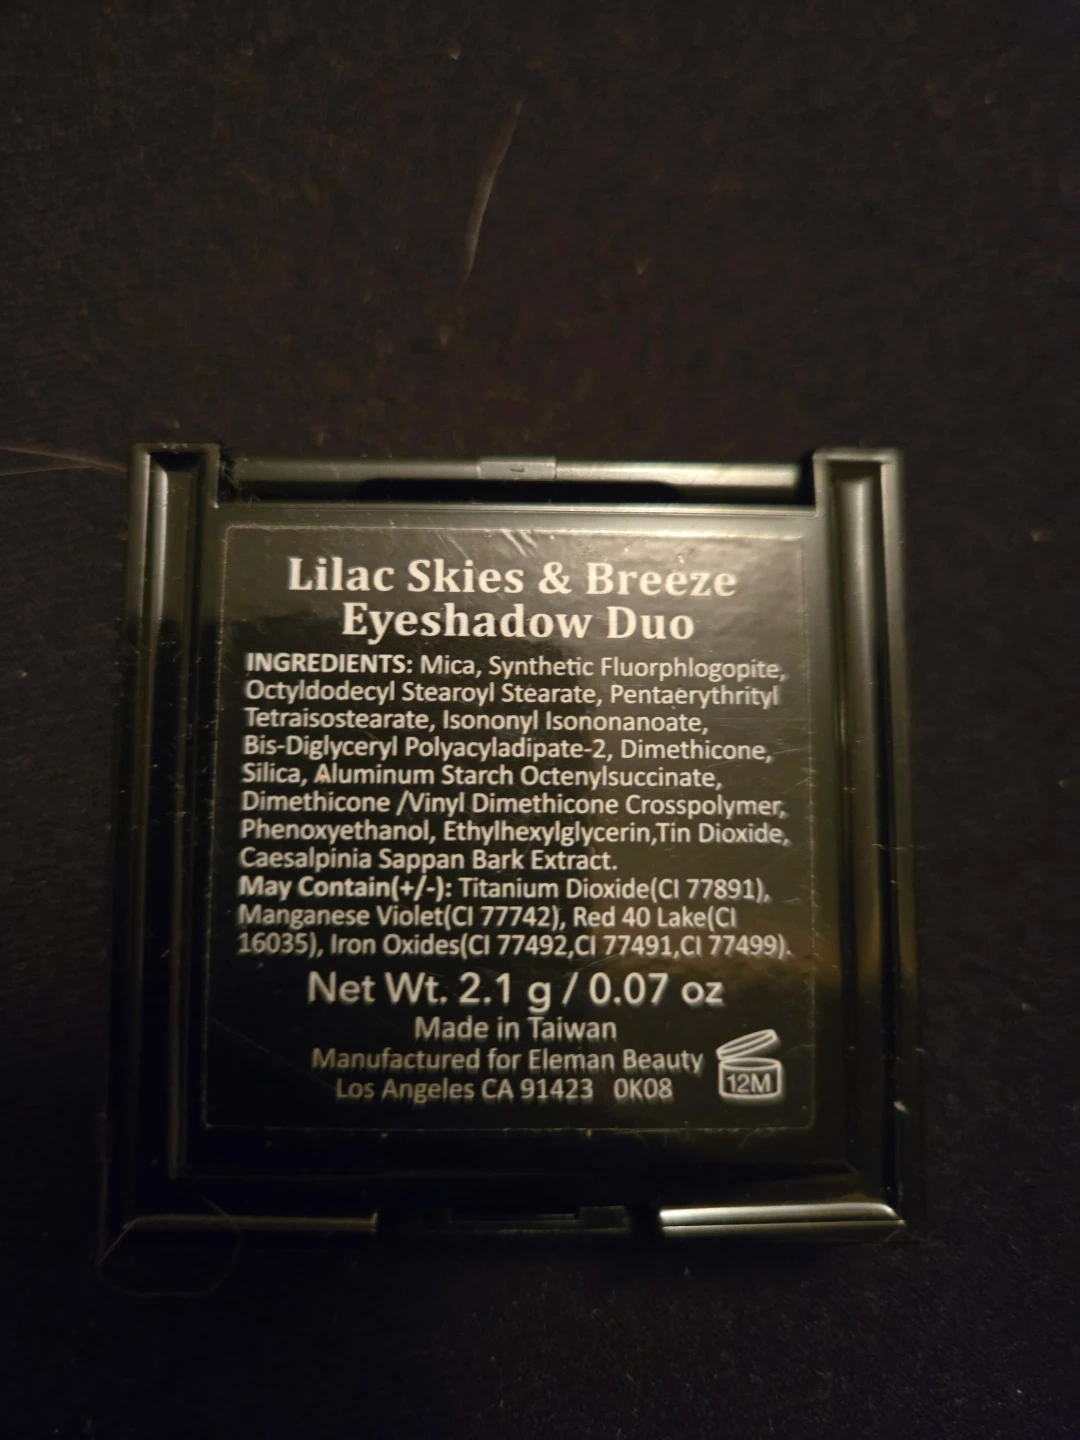 Lilac Skies & Breeze
Eyeshadow Duo
INGREDIENTS: Mica, Synthetic Fluorphlogopite,
Octyldodecyl Stearoyl Stearate, Pentaerythrityl
Tetraisostearate, Isononyl Isononanoate,
Bis-Diglyceryl Polyacyladipate-2, Dimethicone,
Silica, Aluminum Starch Octenylsuccinate,
Dimethicone /Vinyl Dimethicone Crosspolymer,
Phenoxyethanol, Ethylhexylglycerin,Tin Dioxide,
Caesalpinia Sappan Bark Extract.
May Contain(+/-): Titanium Dioxide(CI 77891),
Manganese Violet(CI 77742), Red 40 Lake(CI
16035), Iron Oxides(CI 77492,CI 77491,CI 77499).
Net Wt. 2.1 g / 0.07 oz
Made in Taiwan
Manufactured for Eleman Beauty
Los Angeles CA 91423 0K08
12M